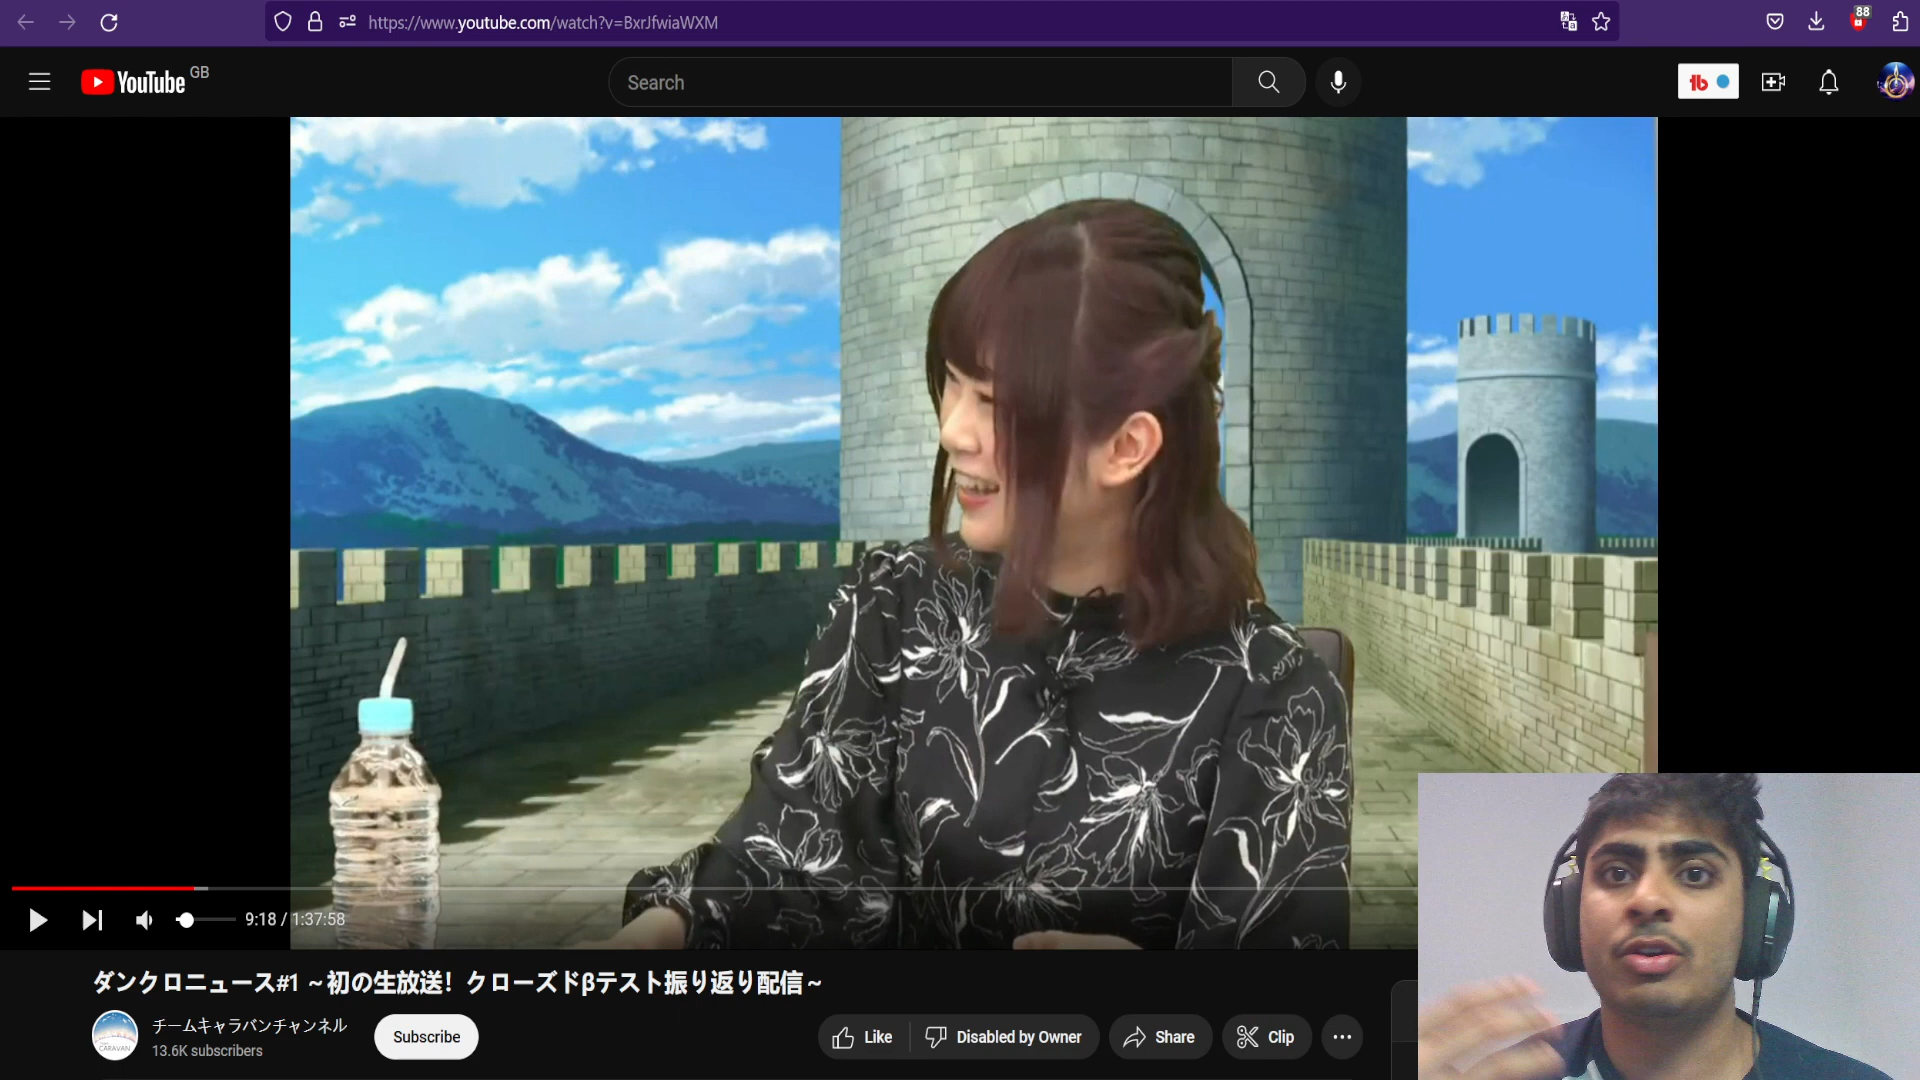 https://www.youtube.com/watch?v=BxrJfwiaWXM
88
YouTube GB
Search
tb
9:18 / 1:37:58
ダンクロニュース#1 ~初の生放送! クローズドβテスト振り返り配信~
チームキャラバンチャンネル
13.6K subscribers
CARAVAN
Subscribe
Like
Disabled by Owner
Share
Clip